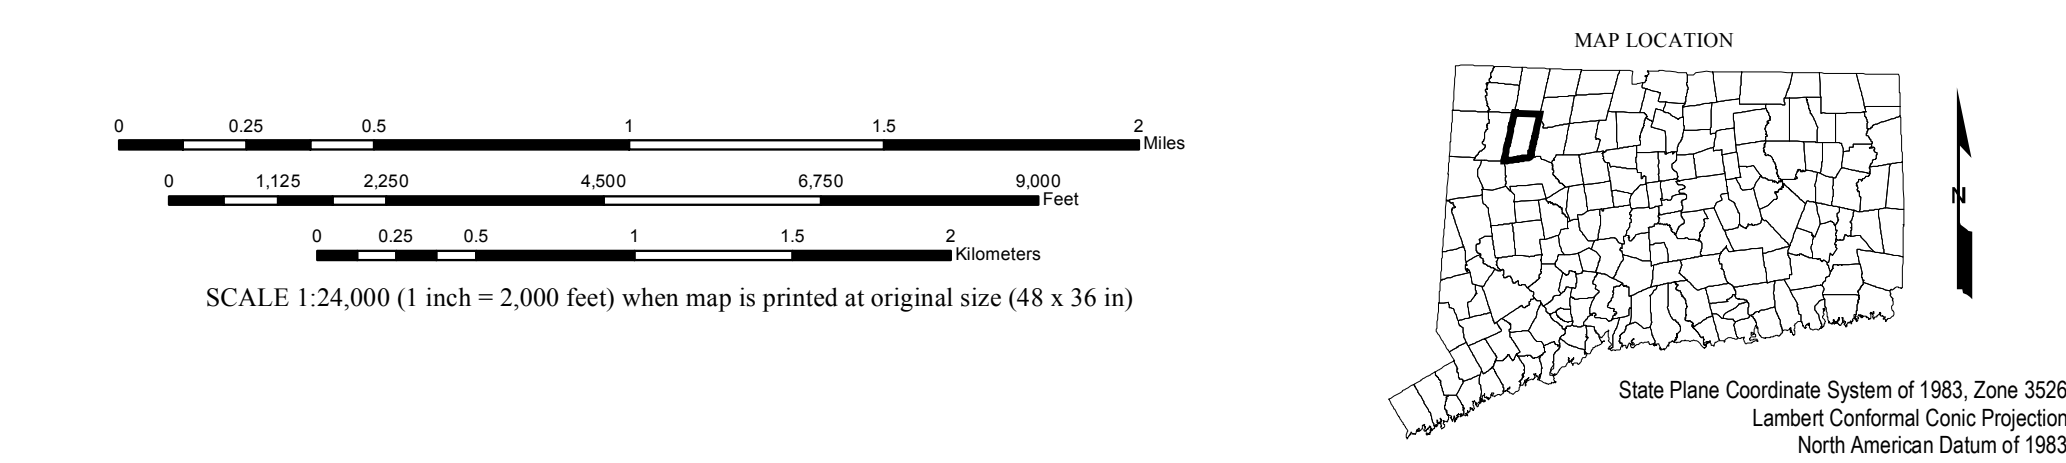 0 0.25 0.5 1 1.5 2
Miles
0 1,125 2,250 4,500 6,750 9,000
Feet
0 0.25 0.5 1 1.5 2
Kilometers
SCALE 1:24,000 (1 inch = 2,000 feet) when map is printed at original size (48 x 36 in)
MAP LOCATION
N
State Plane Coordinate System of 1983, Zone 3526
Lambert Conformal Conic Projection
North American Datum of 1983